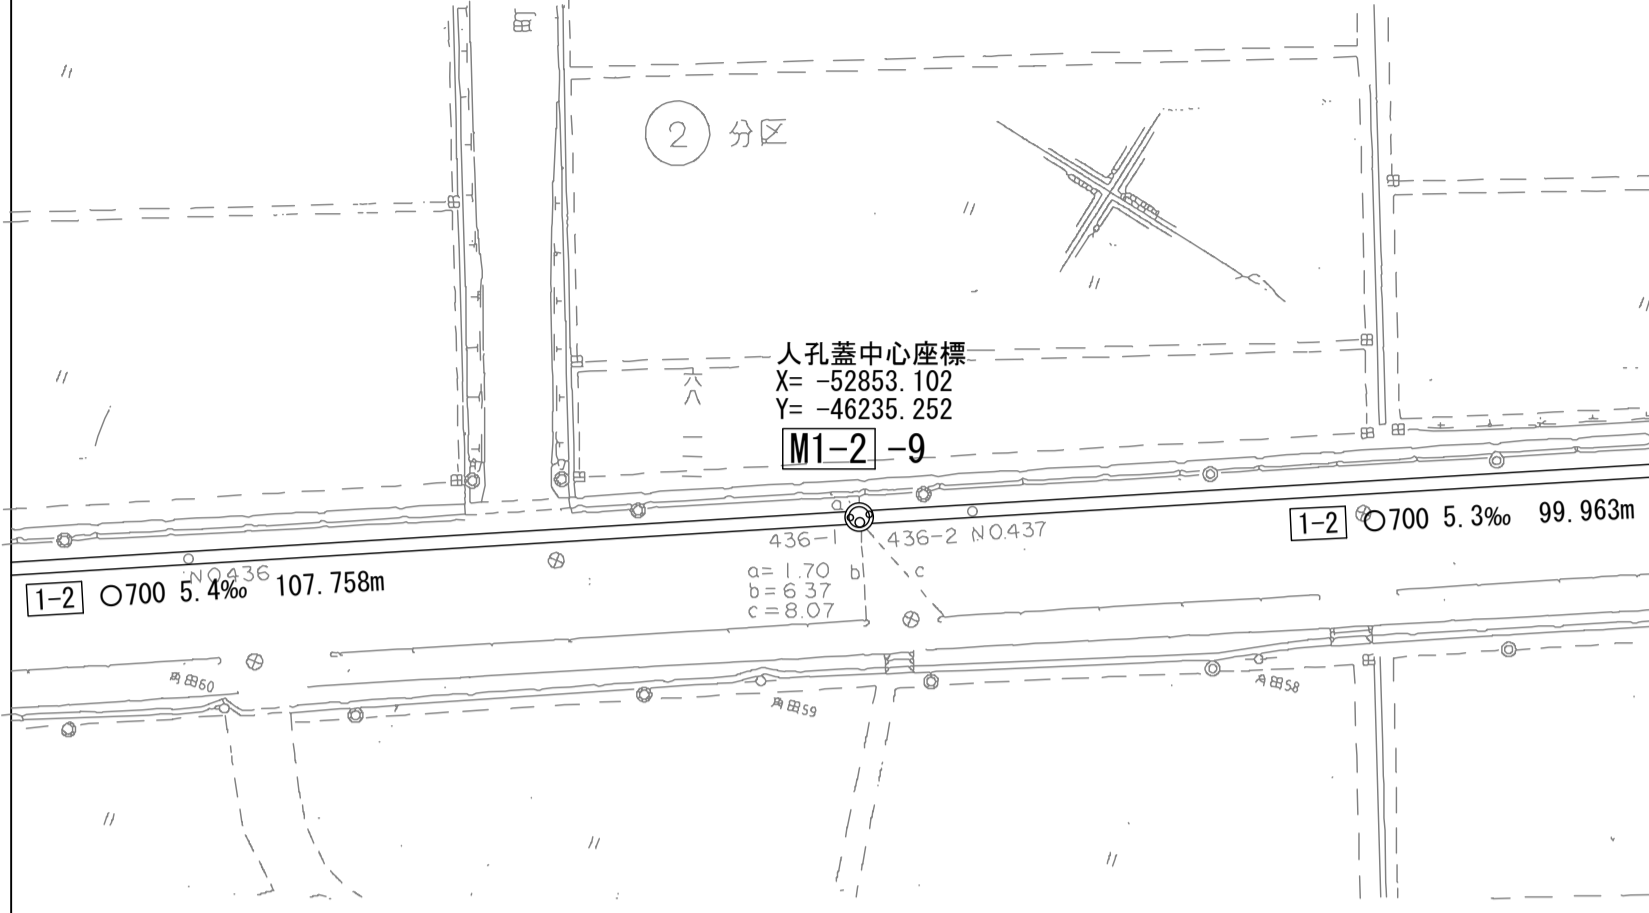 ② 分区
人孔蓋中心座標
X= -52853.102
Y= -46235.252
M1-2 -9
六八
436-1
436-2 NO.437
1-2 ○700 5.3‰ 99.963m
NO.436
1-2 ○700 5.4‰ 107.758m
a= 1.70
b= 6.37
c= 8.07
b
c
角田60
角田59
角田58